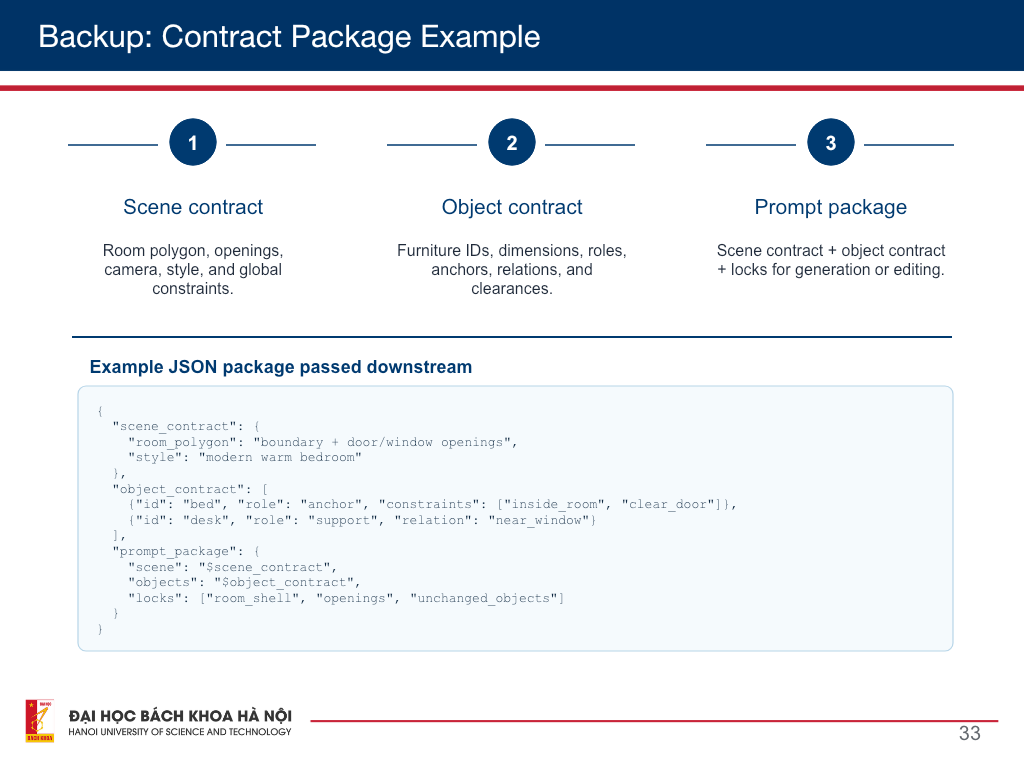 Backup: Contract Package Example
1
Scene contract
Room polygon, openings,
camera, style, and global
constraints.
2
Object contract
Furniture IDs, dimensions, roles,
anchors, relations, and
clearances.
3
Prompt package
Scene contract + object contract
+ locks for generation or editing.
Example JSON package passed downstream
{
  "scene_contract": {
    "room_polygon": "boundary + door/window openings",
    "style": "modern warm bedroom"
  },
  "object_contract": [
    {"id": "bed", "role": "anchor", "constraints": ["inside_room", "clear_door"]},
    {"id": "desk", "role": "support", "relation": "near_window"}
  ],
  "prompt_package": {
    "scene": "$scene_contract",
    "objects": "$object_contract",
    "locks": ["room_shell", "openings", "unchanged_objects"]
  }
}
BÁCH KHOA
ĐẠI HỌC BÁCH KHOA HÀ NỘI
HANOI UNIVERSITY OF SCIENCE AND TECHNOLOGY
33